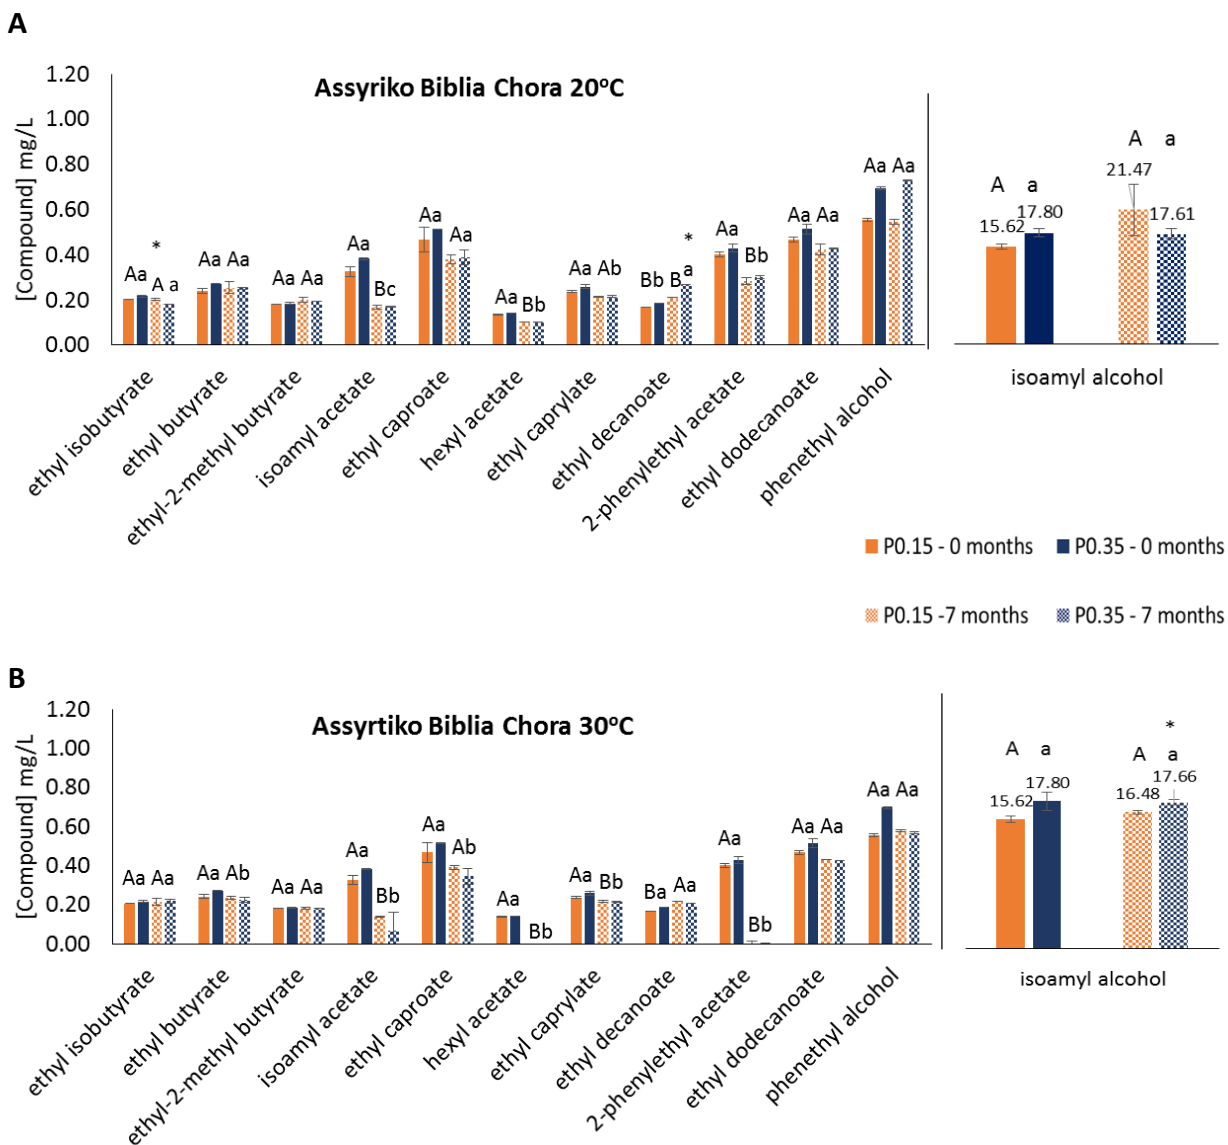 A
Assyriko Biblia Chora 20°C
[Compound] mg/L
1.20
1.00
0.80
0.60
0.40
0.20
0.00
*
Aa A a
Aa Aa
Aa Aa
Aa Bc
Aa Aa
Aa Bb
Aa Ab
*
Bb Ba
Aa Bb
Aa Aa
Aa Aa
ethyl isobutyrate
ethyl butyrate
ethyl-2-methyl butyrate
isoamyl acetate
ethyl caproate
hexyl acetate
ethyl caprylate
ethyl decanoate
2-phenylethyl acetate
ethyl dodecanoate
phenethyl alcohol
A a
15.62 17.80
A a
21.47 17.61
isoamyl alcohol
P0.15 - 0 months P0.35 - 0 months
P0.15 -7 months P0.35 - 7 months
B
Assyrtiko Biblia Chora 30°C
[Compound] mg/L
1.20
1.00
0.80
0.60
0.40
0.20
0.00
Aa Aa
Aa Ab
Aa Aa
Aa Bb
Aa Ab
Aa Bb
Aa Bb
Ba Aa
Aa Bb
Aa Aa
Aa Aa
ethyl isobutyrate
ethyl butyrate
ethyl-2-methyl butyrate
isoamyl acetate
ethyl caproate
hexyl acetate
ethyl caprylate
ethyl decanoate
2-phenylethyl acetate
ethyl dodecanoate
phenethyl alcohol
A a
15.62 17.80
*
A a
16.48 17.66
isoamyl alcohol